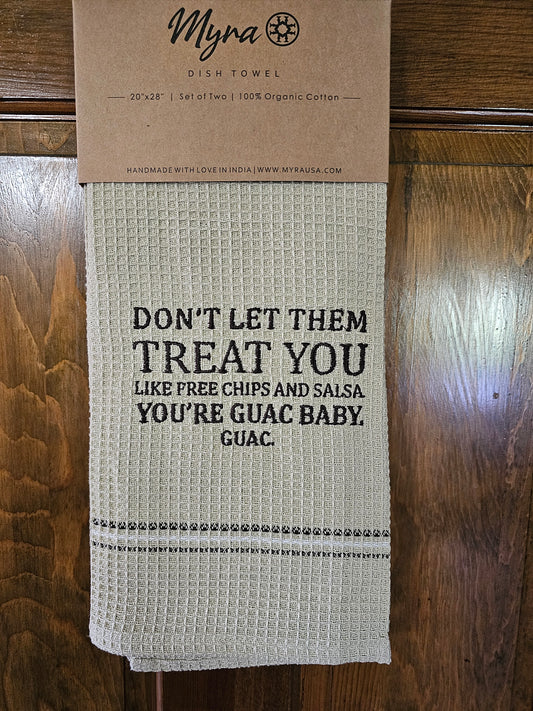 Myra
DISH TOWEL
20"x28" | Set of Two | 100% Organic Cotton
HANDMADE WITH LOVE IN INDIA | WWW.MYRAUSA.COM
DON'T LET THEM
TREAT YOU
LIKE FREE CHIPS AND SALSA.
YOU'RE GUAC BABY.
GUAC.